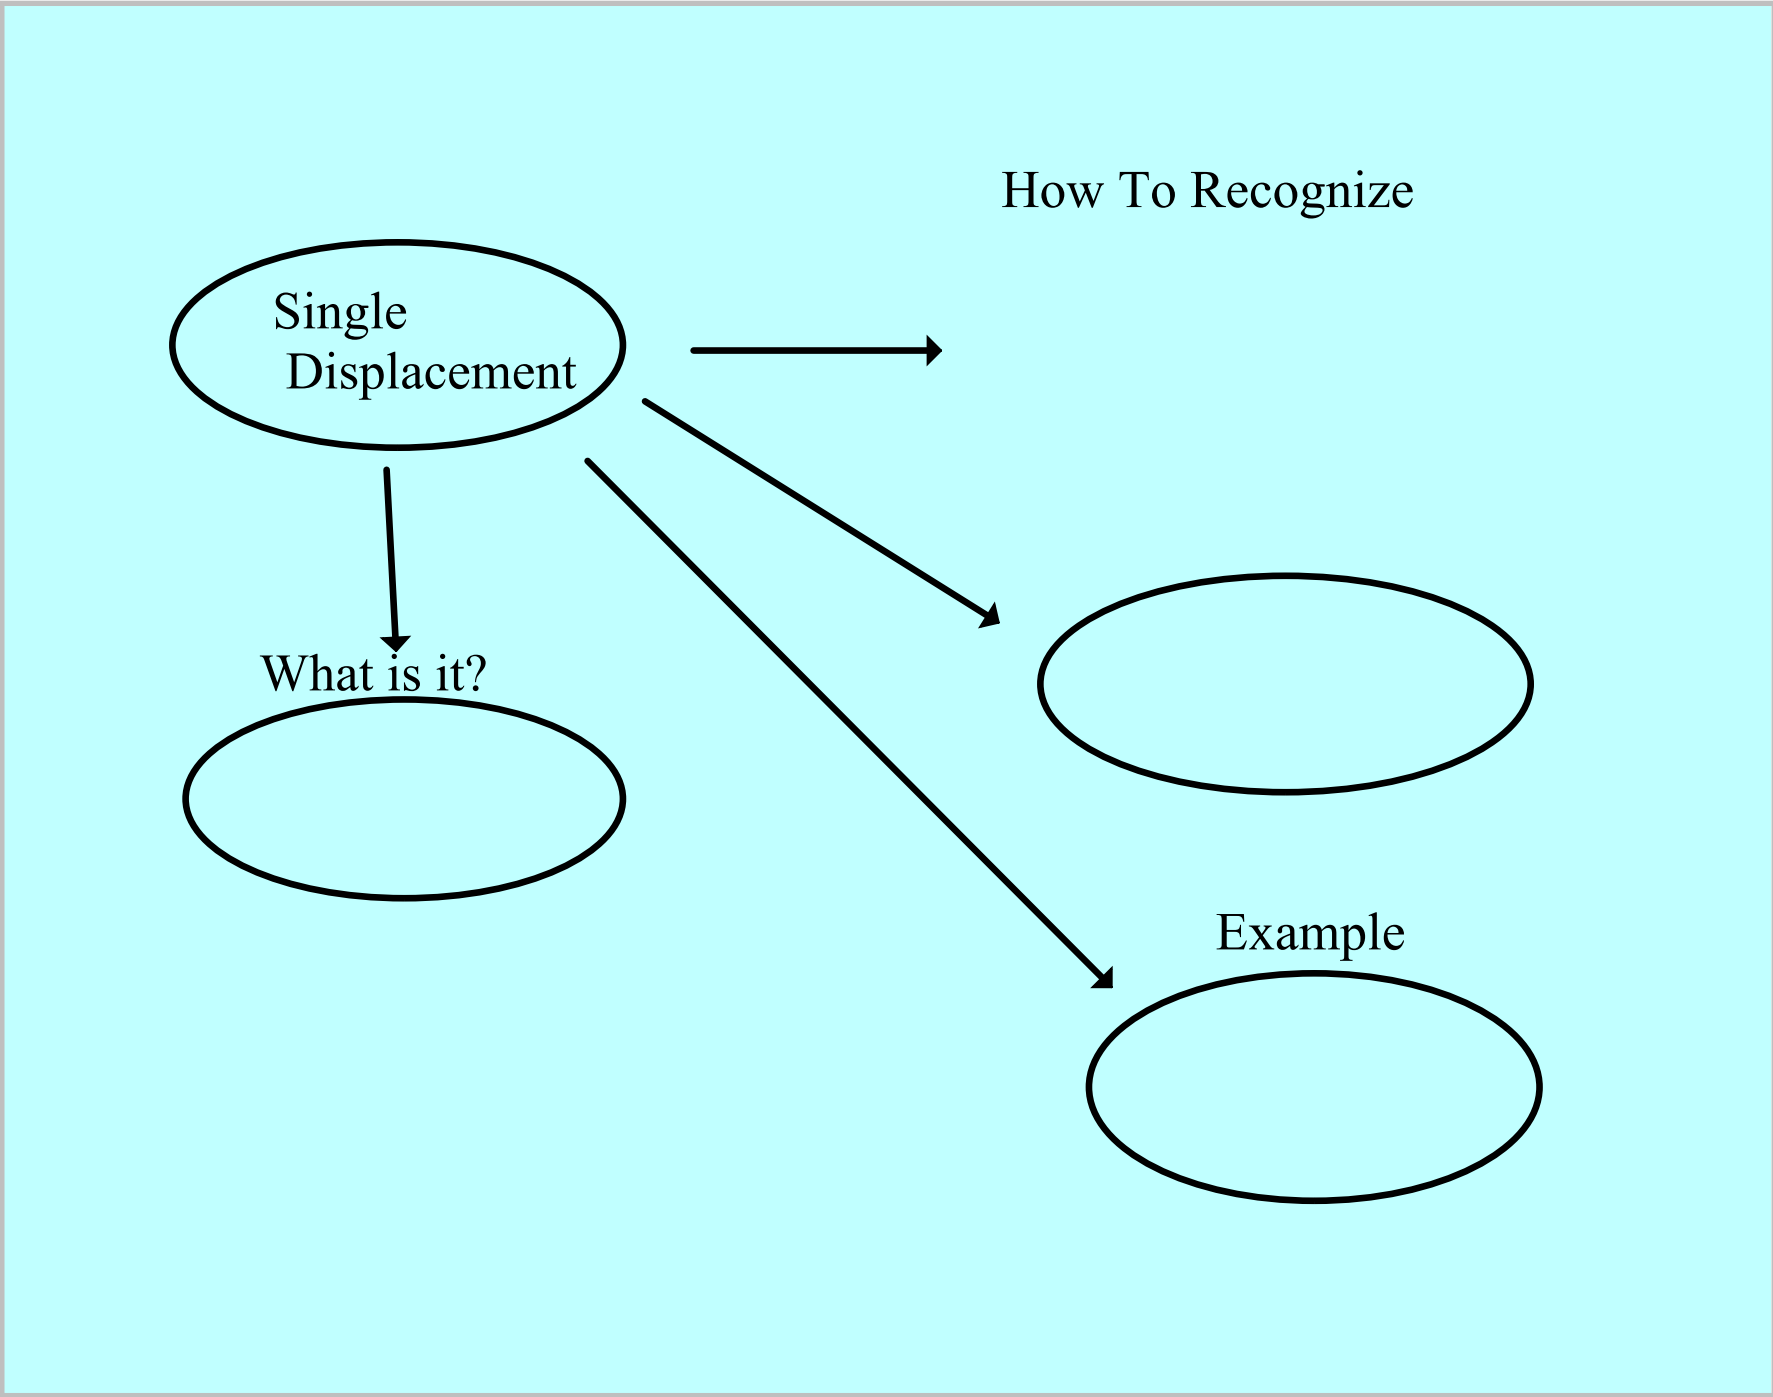 How To Recognize
Single
Displacement
What is it?
Example